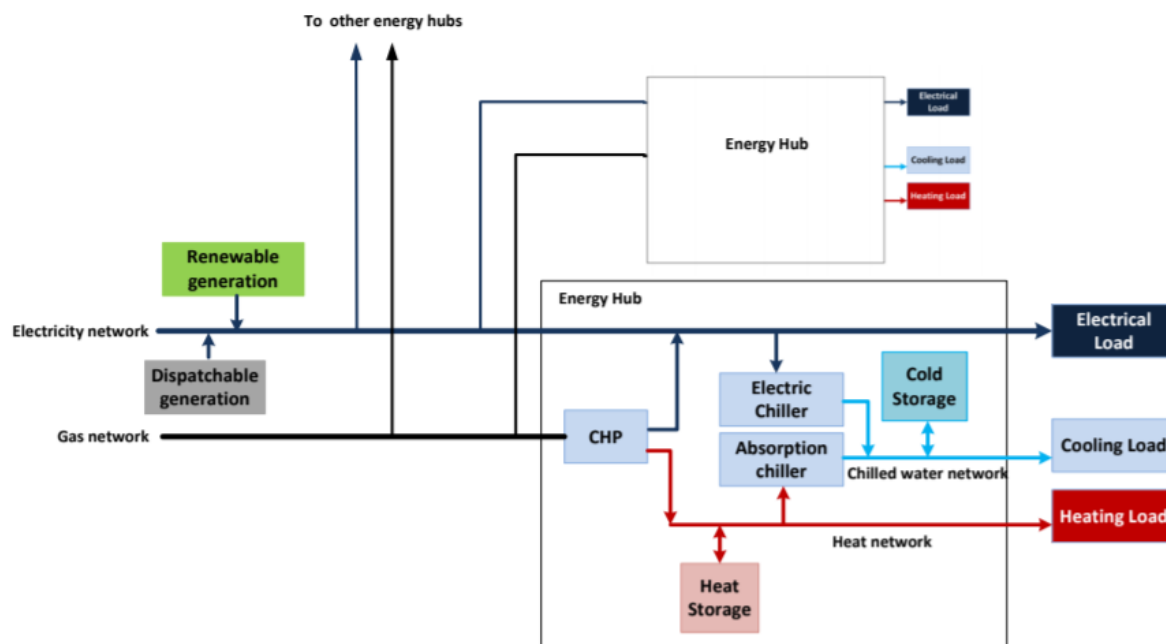 To other energy hubs
Electrical
Load
Energy Hub
Cooling Load
Heating Load
Renewable
generation
Energy Hub
Electricity network
Electrical
Load
Dispatchable
generation
Electric
Chiller
Cold
Storage
Gas network
CHP
Absorption
chiller
Cooling Load
Chilled water network
Heating Load
Heat network
Heat
Storage